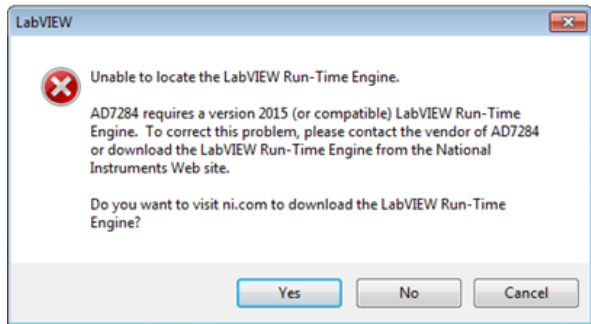 LabVIEW
Unable to locate the LabVIEW Run-Time Engine.
AD7284 requires a version 2015 (or compatible) LabVIEW Run-Time
Engine. To correct this problem, please contact the vendor of AD7284
or download the LabVIEW Run-Time Engine from the National
Instruments Web site.
Do you want to visit ni.com to download the LabVIEW Run-Time
Engine?
Yes No Cancel